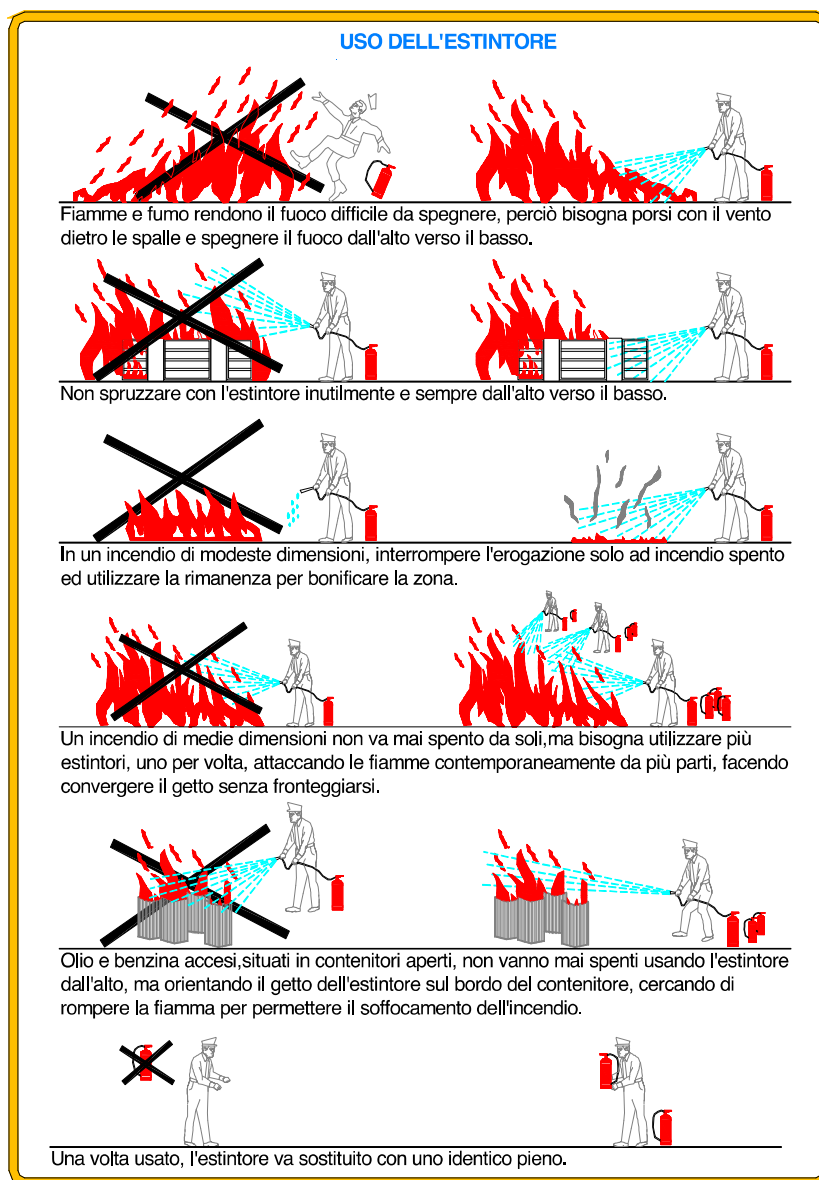 USO DELL'ESTINTORE
Fiamme e fumo rendono il fuoco difficile da spegnere, perciò bisogna porsi con il vento
dietro le spalle e spegnere il fuoco dall'alto verso il basso.
Non spruzzare con l'estintore inutilmente e sempre dall'alto verso il basso.
In un incendio di modeste dimensioni, interrompere l'erogazione solo ad incendio spento
ed utilizzare la rimanenza per bonificare la zona.
Un incendio di medie dimensioni non va mai spento da soli,ma bisogna utilizzare più
estintori, uno per volta, attaccando le fiamme contemporaneamente da più parti, facendo
convergere il getto senza fronteggiarsi.
Olio e benzina accesi,situati in contenitori aperti, non vanno mai spenti usando l'estintore
dall'alto, ma orientando il getto dell'estintore sul bordo del contenitore, cercando di
rompere la fiamma per permettere il soffocamento dell'incendio.
Una volta usato, l'estintore va sostituito con uno identico pieno.